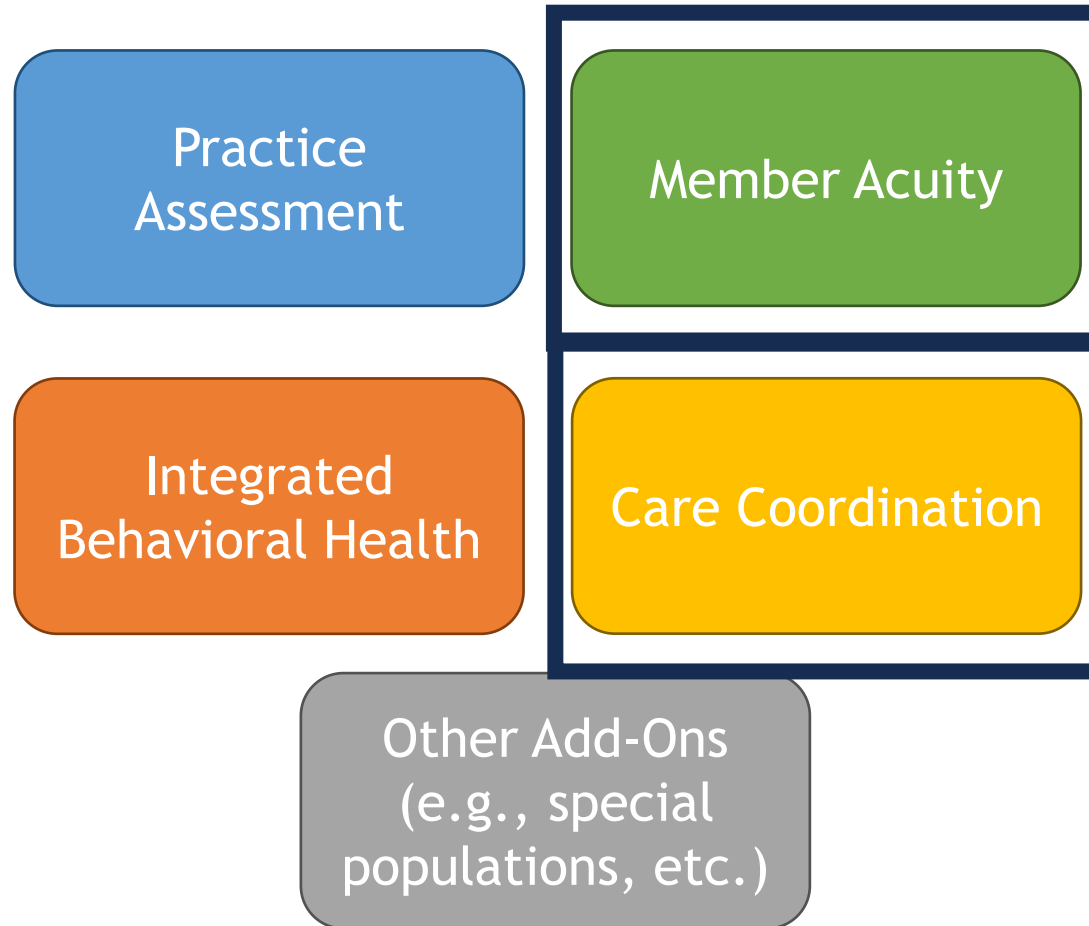 Practice
Assessment
Member Acuity
Integrated
Behavioral Health
Care Coordination
Other Add-Ons
(e.g., special
populations, etc.)